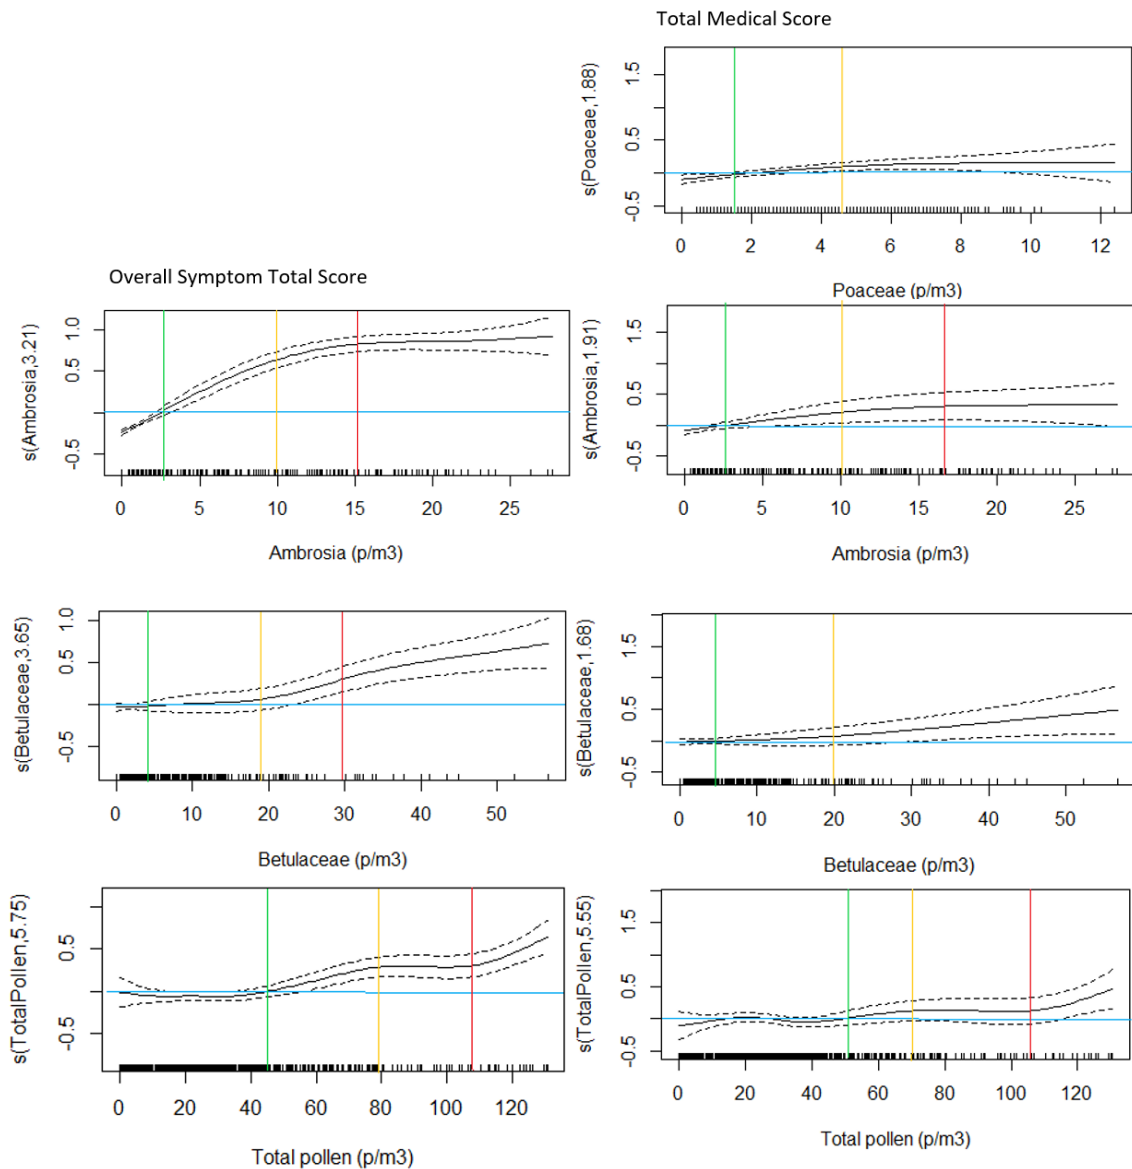 Total Medical Score
s(Poaceae,1.88)
-0.5 0.5 1.5
0 2 4 6 8 10 12
Poaceae (p/m3)
Overall Symptom Total Score
s(Ambrosia,3.21)
-0.5 0.5 1.0
0 5 10 15 20 25
Ambrosia (p/m3)
s(Ambrosia,1.91)
-0.5 0.5 1.5
0 5 10 15 20 25
Ambrosia (p/m3)
s(Betulaceae,3.65)
-0.5 0.5 1.0
0 10 20 30 40 50
Betulaceae (p/m3)
s(Betulaceae,1.68)
-0.5 0.5 1.5
0 10 20 30 40 50
Betulaceae (p/m3)
s(TotalPollen,5.75)
-0.5 0.5
0 20 40 60 80 100 120
Total pollen (p/m3)
s(TotalPollen,5.55)
-0.5 0.5 1.5
0 20 40 60 80 100 120
Total pollen (p/m3)